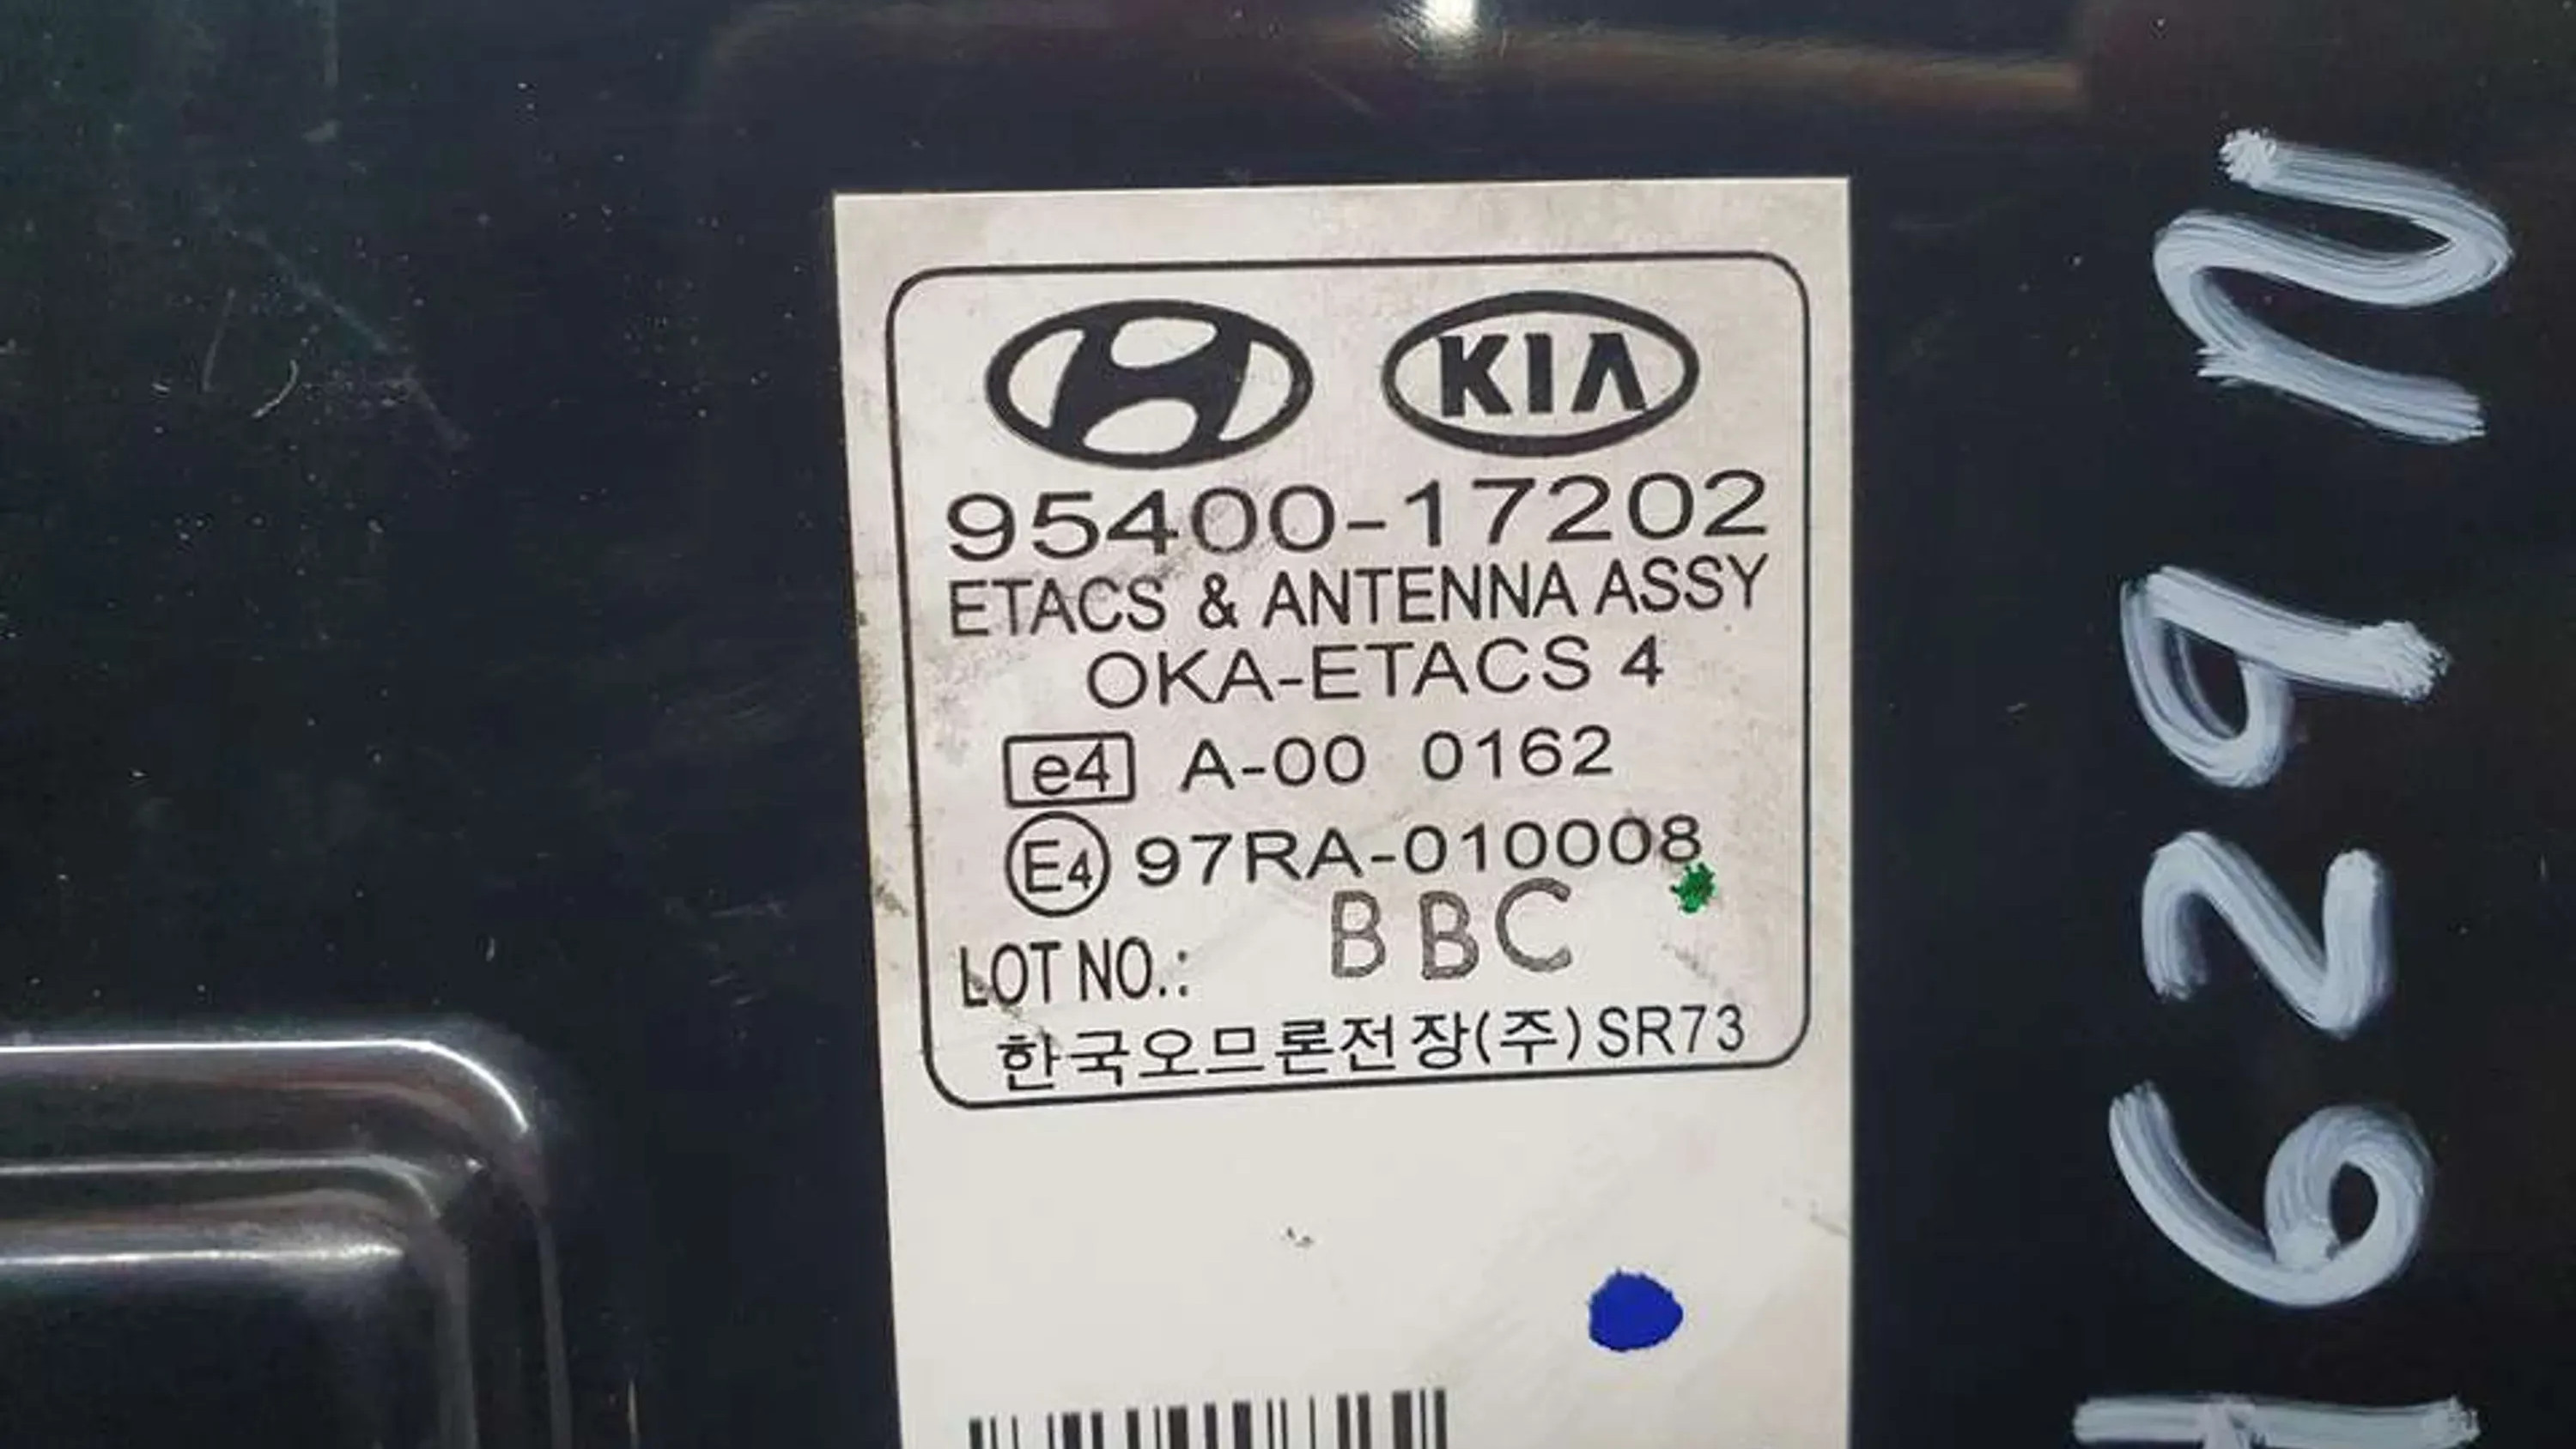 KIA
95400-17202
ETACS & ANTENNA ASSY
OKA-ETACS 4
e4 A-00 0162
E4 97RA-010008
LOT NO.: BBC
한국오므론전장(주) SR73
629N